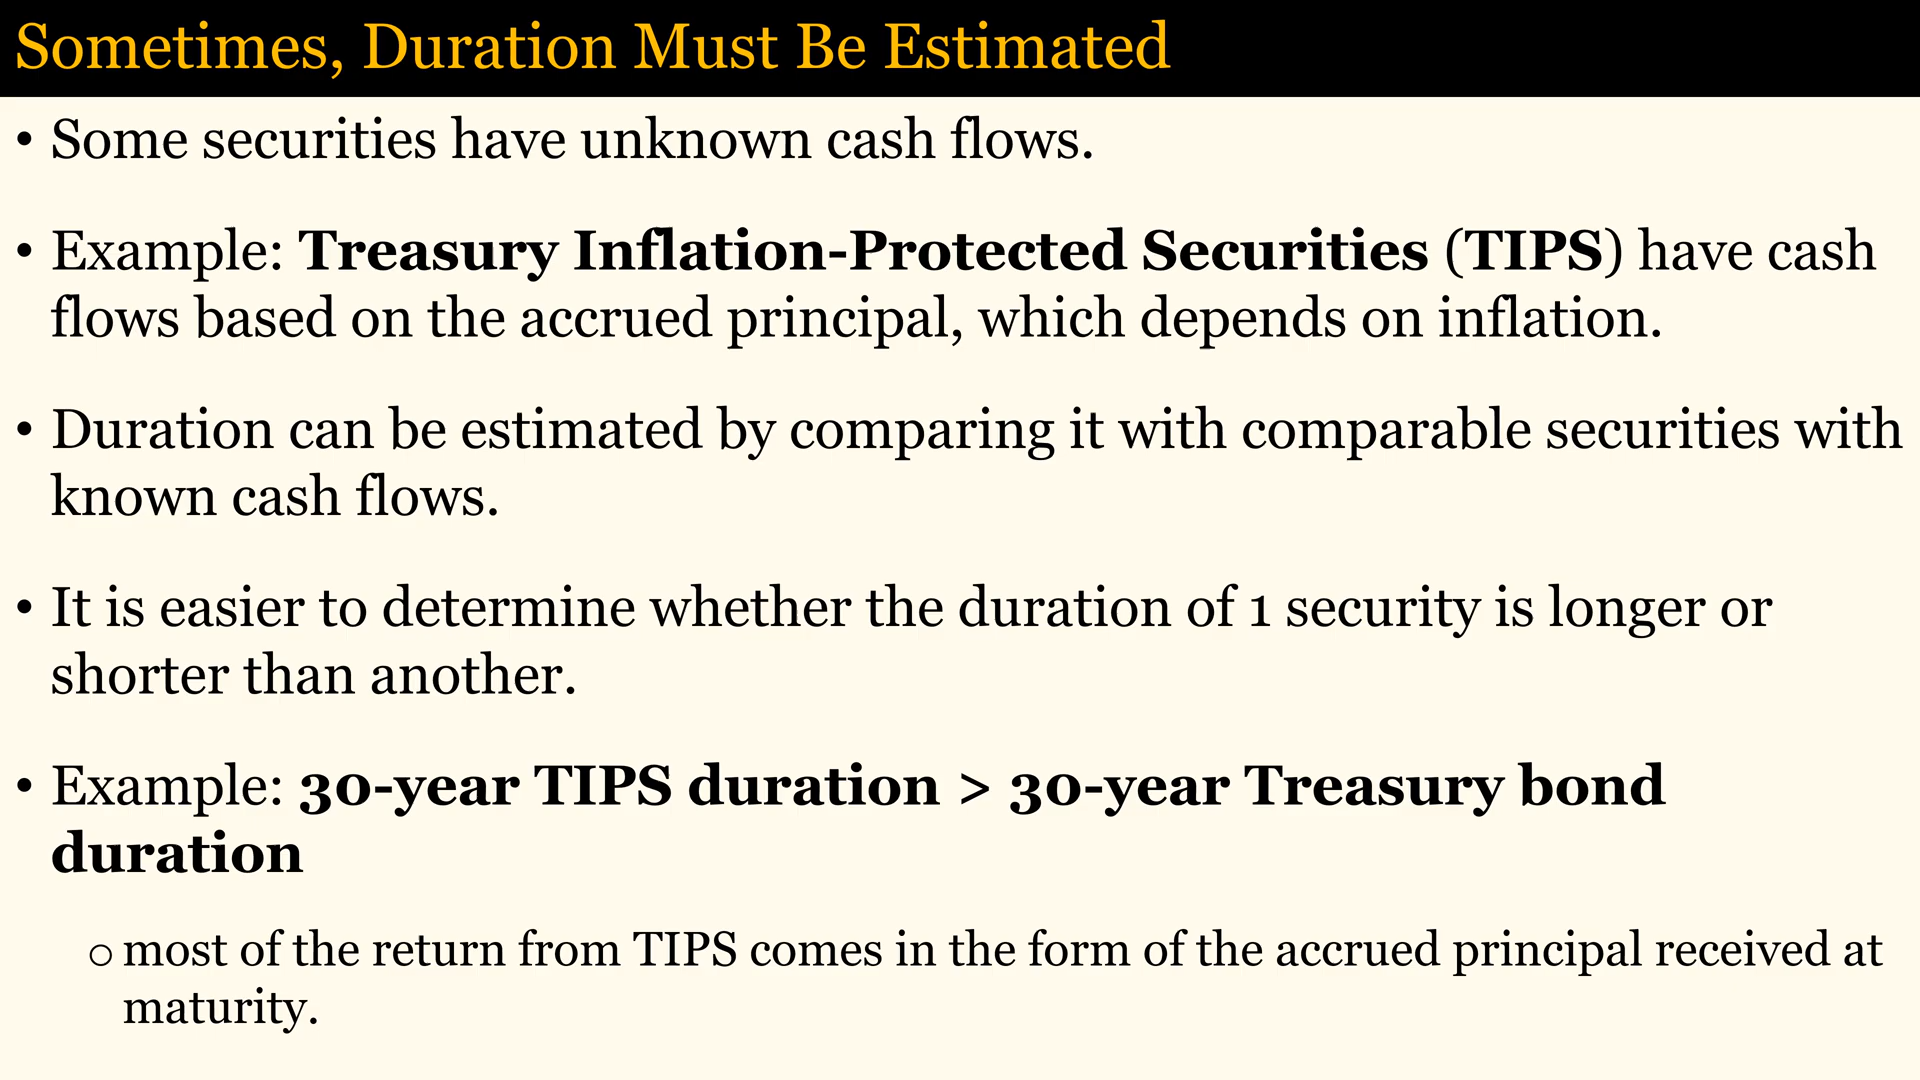 Sometimes, Duration Must Be Estimated
• Some securities have unknown cash flows.
• Example: Treasury Inflation-Protected Securities (TIPS) have cash
flows based on the accrued principal, which depends on inflation.
• Duration can be estimated by comparing it with comparable securities with
known cash flows.
• It is easier to determine whether the duration of 1 security is longer or
shorter than another.
• Example: 30-year TIPS duration > 30-year Treasury bond
duration
o most of the return from TIPS comes in the form of the accrued principal received at
maturity.